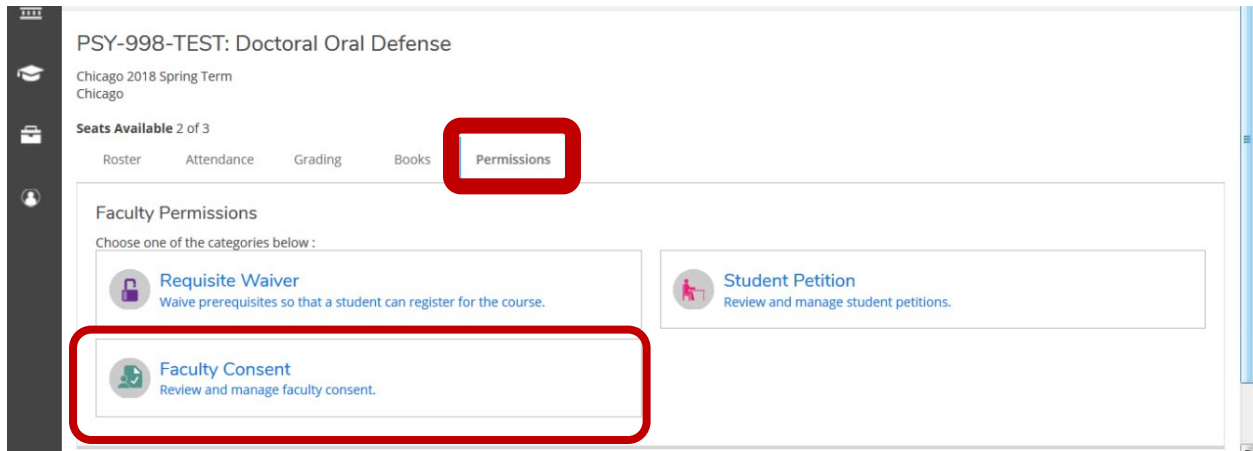 PSY-998-TEST: Doctoral Oral Defense
Chicago 2018 Spring Term
Chicago
Seats Available 2 of 3
Roster Attendance Grading Books Permissions
Faculty Permissions
Choose one of the categories below :
Requisite Waiver
Waive prerequisites so that a student can register for the course.
Student Petition
Review and manage student petitions.
Faculty Consent
Review and manage faculty consent.